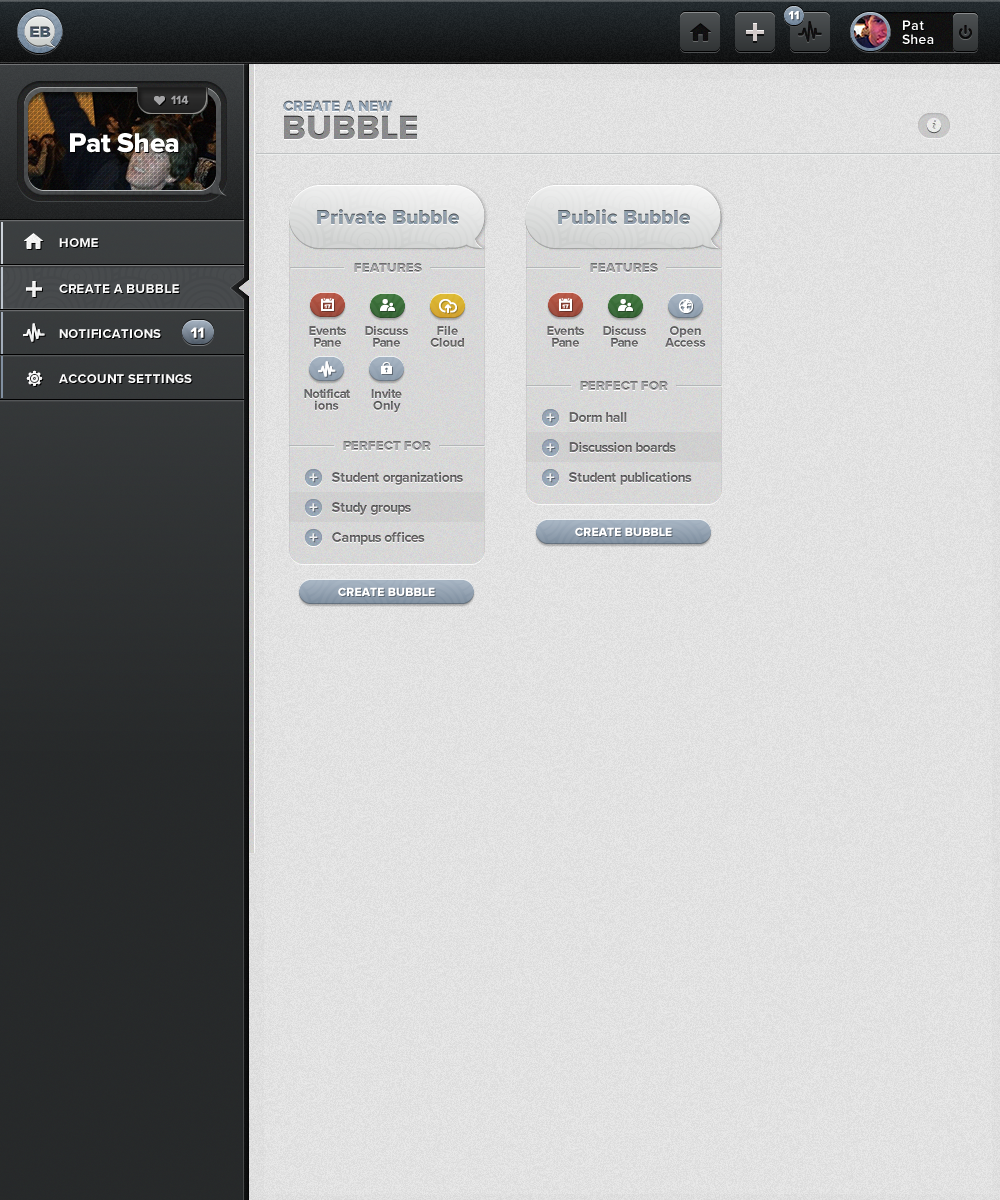 EB
11
Pat
Shea
114
Pat Shea
HOME
CREATE A BUBBLE
NOTIFICATIONS 11
ACCOUNT SETTINGS
CREATE A NEW
BUBBLE
i
Private Bubble
FEATURES
Events
Pane
Discuss
Pane
File
Cloud
Notificat
ions
Invite
Only
PERFECT FOR
Student organizations
Study groups
Campus offices
CREATE BUBBLE
Public Bubble
FEATURES
Events
Pane
Discuss
Pane
Open
Access
PERFECT FOR
Dorm hall
Discussion boards
Student publications
CREATE BUBBLE